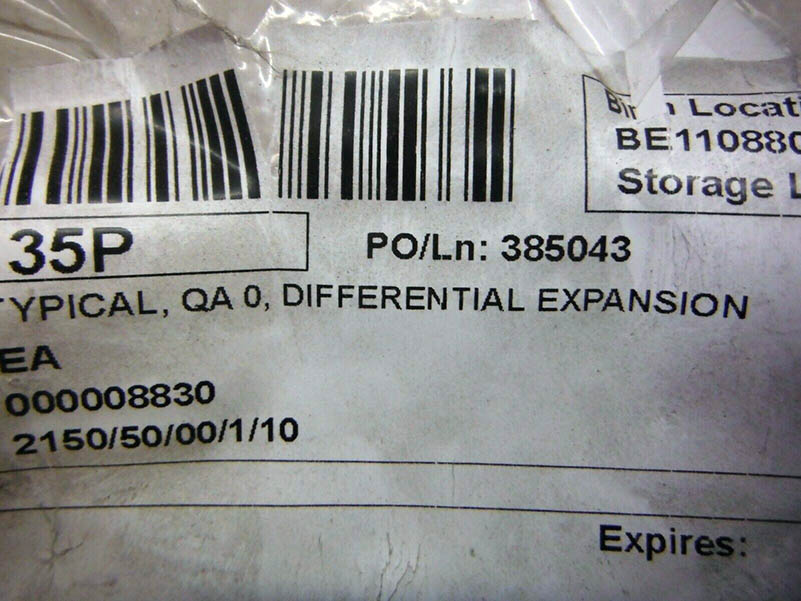 Location
BE110880
Storage L
35P
PO/Ln: 385043
TYPICAL, QA 0, DIFFERENTIAL EXPANSION
EA
000008830
2150/50/00/1/10
Expires: